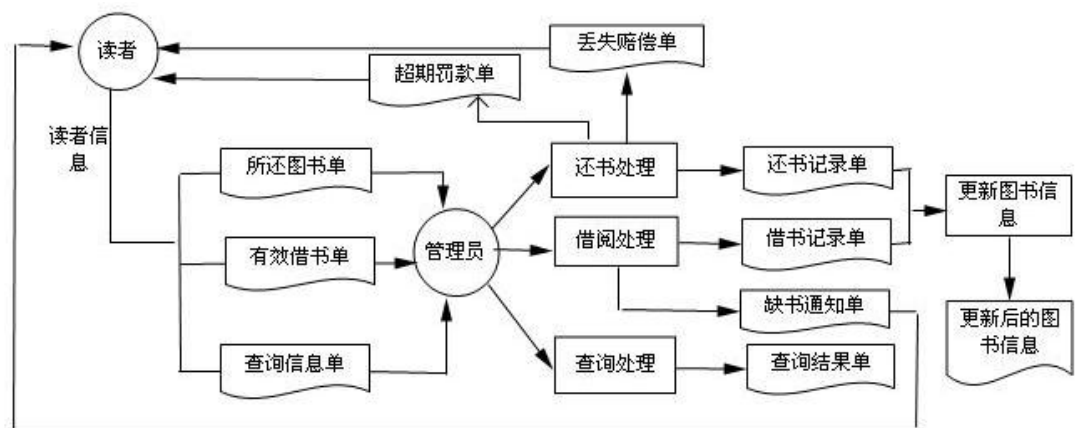 读者
丢失赔偿单
超期罚款单
读者信
息
所还图书单
还书处理
还书记录单
更新图书信
息
有效借书单
管理员
借阅处理
借书记录单
缺书通知单
更新后的图
书信息
查询信息单
查询处理
查询结果单